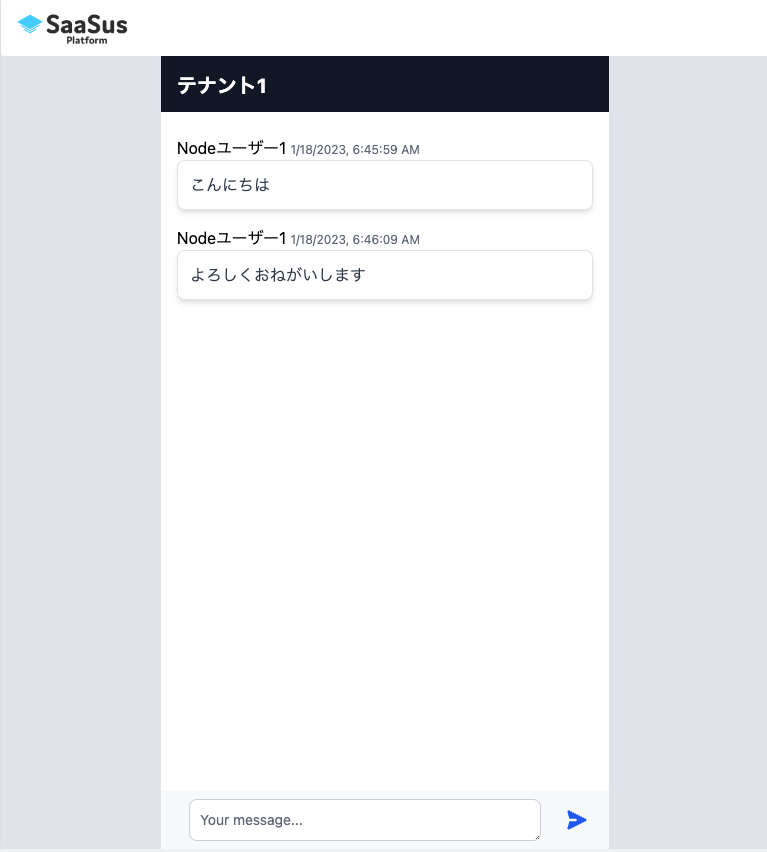 SaaSus
Platform
テナント1
Nodeユーザー1 1/18/2023, 6:45:59 AM
こんにちは
Nodeユーザー1 1/18/2023, 6:46:09 AM
よろしくおねがいします
Your message...